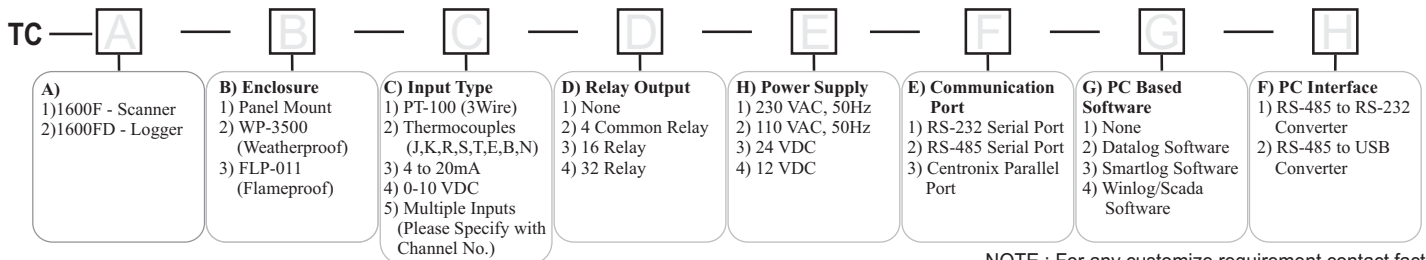 TC — A — B — C — D — E — F — G — H
A)
1)1600F - Scanner
2)1600FD - Logger
B) Enclosure
1) Panel Mount
2) WP-3500
(Weatherproof)
3) FLP-011
(Flameproof)
C) Input Type
1) PT-100 (3Wire)
2) Thermocouples
(J,K,R,S,T,E,B,N)
3) 4 to 20mA
4) 0-10 VDC
5) Multiple Inputs
(Please Specify with
Channel No.)
D) Relay Output
1) None
2) 4 Common Relay
3) 16 Relay
4) 32 Relay
H) Power Supply
1) 230 VAC, 50Hz
2) 110 VAC, 50Hz
3) 24 VDC
4) 12 VDC
E) Communication
Port
1) RS-232 Serial Port
2) RS-485 Serial Port
3) Centronix Parallel
Port
G) PC Based
Software
1) None
2) Datalog Software
3) Smartlog Software
4) Winlog/Scada
Software
F) PC Interface
1) RS-485 to RS-232
Converter
2) RS-485 to USB
Converter
NOTE : For any customize requirement contact